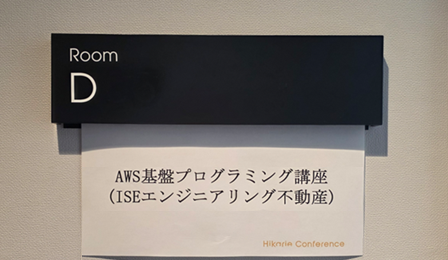 Room
D
AWS基盤プログラミング講座
(ISEエンジニアリング不動産)
Hikarie Conference